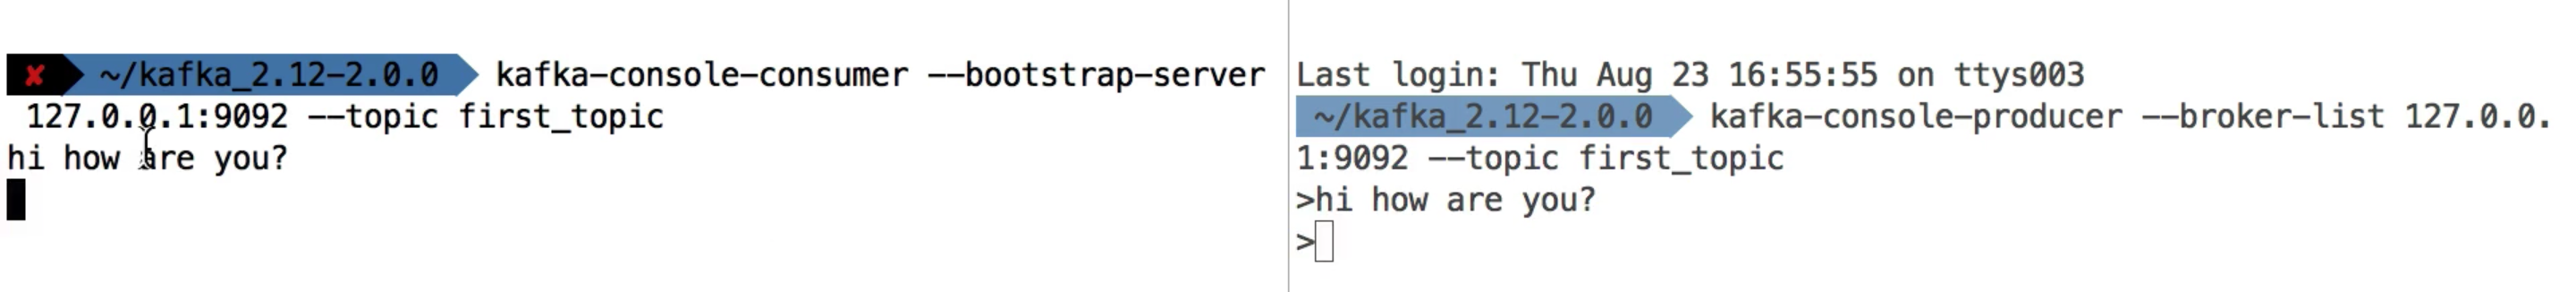 ✘ ~/kafka_2.12-2.0.0 kafka-console-consumer --bootstrap-server
127.0.0.1:9092 --topic first_topic
hi how are you?
Last login: Thu Aug 23 16:55:55 on ttys003
~/kafka_2.12-2.0.0 kafka-console-producer --broker-list 127.0.0.
1:9092 --topic first_topic
>hi how are you?
>